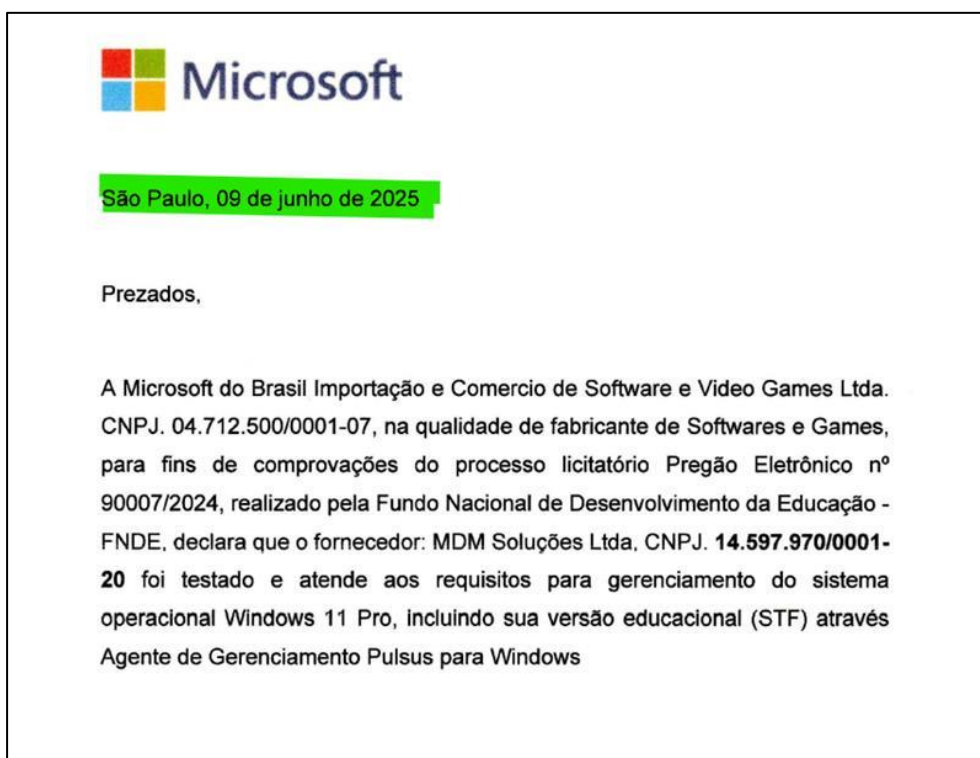 Microsoft
São Paulo, 09 de junho de 2025
Prezados,
A Microsoft do Brasil Importação e Comercio de Software e Video Games Ltda.
CNPJ. 04.712.500/0001-07, na qualidade de fabricante de Softwares e Games,
para fins de comprovações do processo licitatório Pregão Eletrônico nº
90007/2024, realizado pela Fundo Nacional de Desenvolvimento da Educação -
FNDE, declara que o fornecedor: MDM Soluções Ltda, CNPJ. 14.597.970/0001-
20 foi testado e atende aos requisitos para gerenciamento do sistema
operacional Windows 11 Pro, incluindo sua versão educacional (STF) através
Agente de Gerenciamento Pulsus para Windows